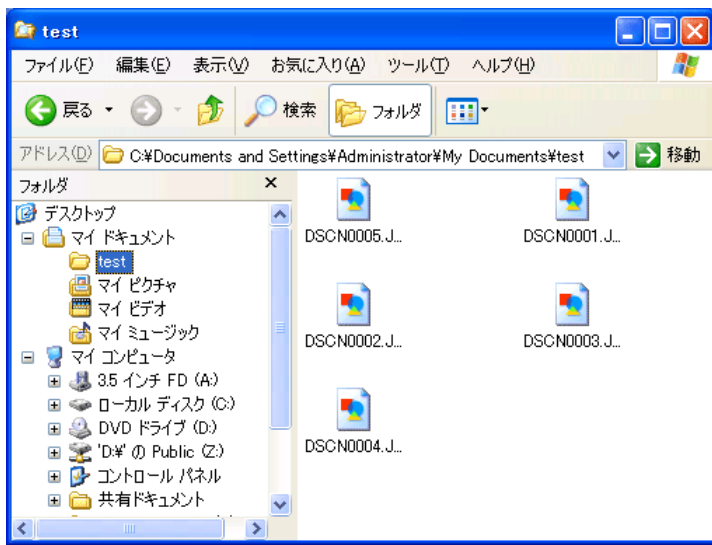 test
ファイル(F) 編集(E) 表示(V) お気に入り(A) ツール(T) ヘルプ(H)
戻る 検索 フォルダ
アドレス(D) C:¥Documents and Settings¥Administrator¥My Documents¥test 移動
フォルダ
デスクトップ
マイ ドキュメント
test
マイ ピクチャ
マイ ビデオ
マイ ミュージック
マイ コンピュータ
3.5 インチ FD (A:)
ローカル ディスク (C:)
DVD ドライブ (D:)
'D:¥' の Public (Z:)
コントロール パネル
共有ドキュメント
DSCN0005.J... DSCN0001.J...
DSCN0002.J... DSCN0003.J...
DSCN0004.J...